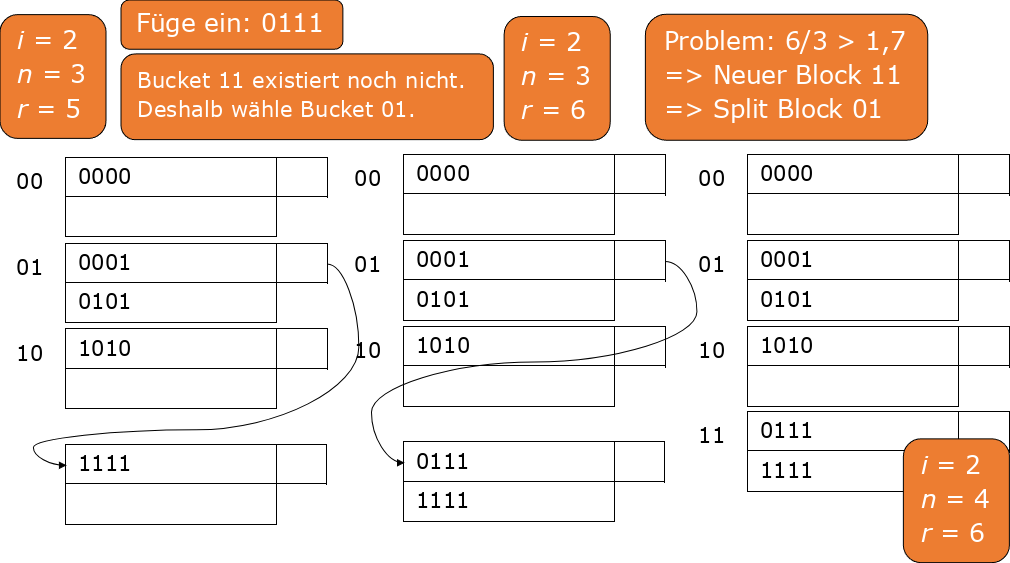 i = 2
n = 3
r = 5
Füge ein: 0111
Bucket 11 existiert noch nicht.
Deshalb wähle Bucket 01.
i = 2
n = 3
r = 6
Problem: 6/3 > 1,7
=> Neuer Block 11
=> Split Block 01
00
0000
01
0001
0101
10
1010
1111
00
0000
01
0001
0101
10
1010
0111
1111
00
0000
01
0001
0101
10
1010
11
0111
1111
i = 2
n = 4
r = 6